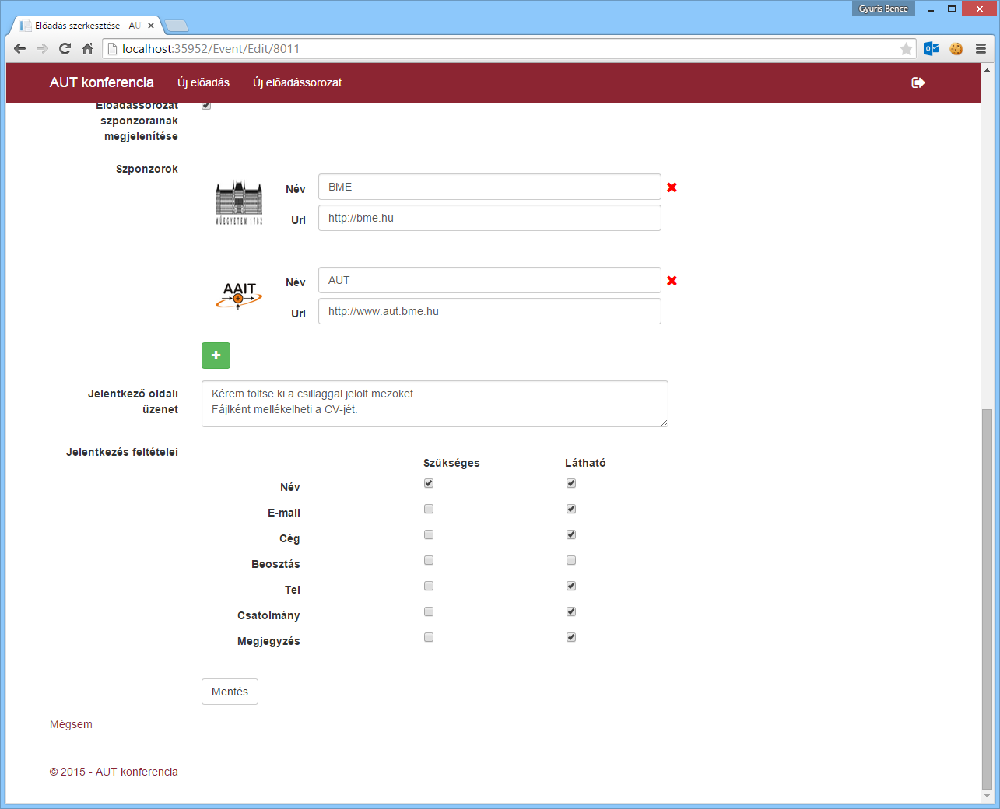 Gyuris Bence
Előadás szerkesztése - AU
localhost:35952/Event/Edit/8011
AUT konferencia Új előadás Új előadássorozat
Előadássorozat
szponzorainak
megjelenítése
Szponzorok
MŰEGYETEM 1782
Név BME
Url http://bme.hu
AAIT
Név AUT
Url http://www.aut.bme.hu
Jelentkező oldali
üzenet
Kérem töltse ki a csillaggal jelölt mezoket.
Fájlként mellékelheti a CV-jét.
Jelentkezés feltételei
Szükséges Látható
Név
E-mail
Cég
Beosztás
Tel
Csatolmány
Megjegyzés
Mentés
Mégsem
© 2015 - AUT konferencia